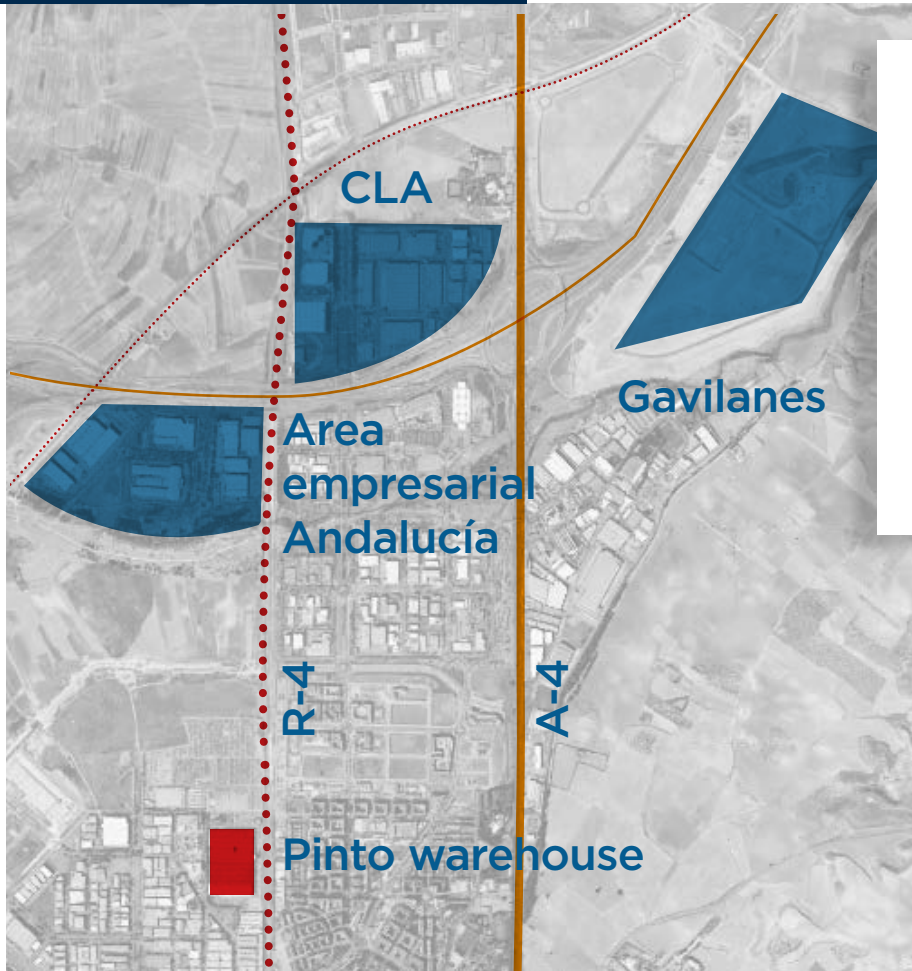 CLA
Gavilanes
Area
empresarial
Andalucía
R-4
A-4
Pinto warehouse